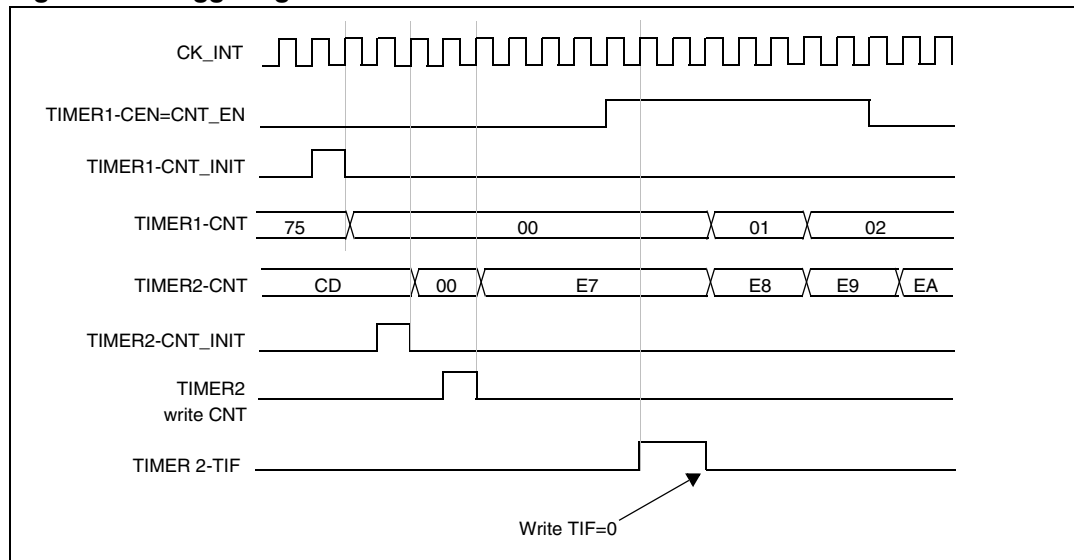 CK_INT
TIMER1-CEN=CNT_EN
TIMER1-CNT_INIT
TIMER1-CNT
75 00 01 02
TIMER2-CNT
CD 00 E7 E8 E9 EA
TIMER2-CNT_INIT
TIMER2
write CNT
TIMER 2-TIF
Write TIF=0